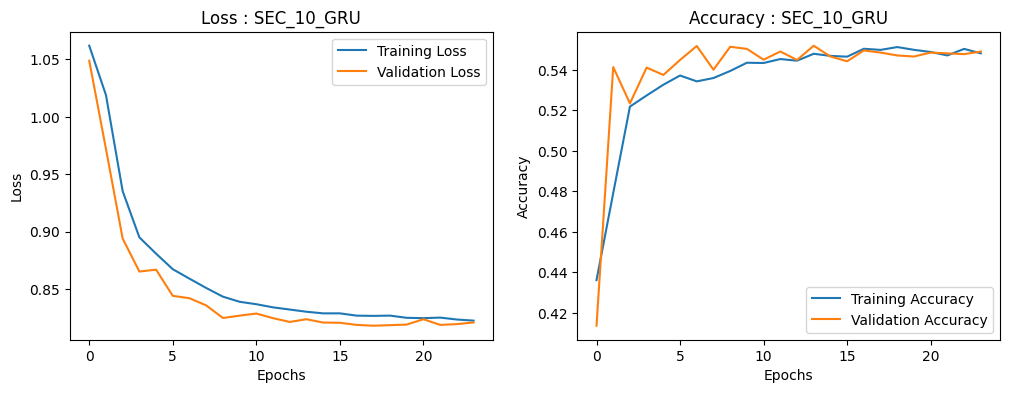 Loss : SEC_10_GRU
Training Loss
Validation Loss
1.05
1.00
0.95
0.90
0.85
Loss
0
5
10
15
20
Epochs
Accuracy : SEC_10_GRU
0.54
0.52
0.50
0.48
0.46
0.44
0.42
Accuracy
Training Accuracy
Validation Accuracy
0
5
10
15
20
Epochs